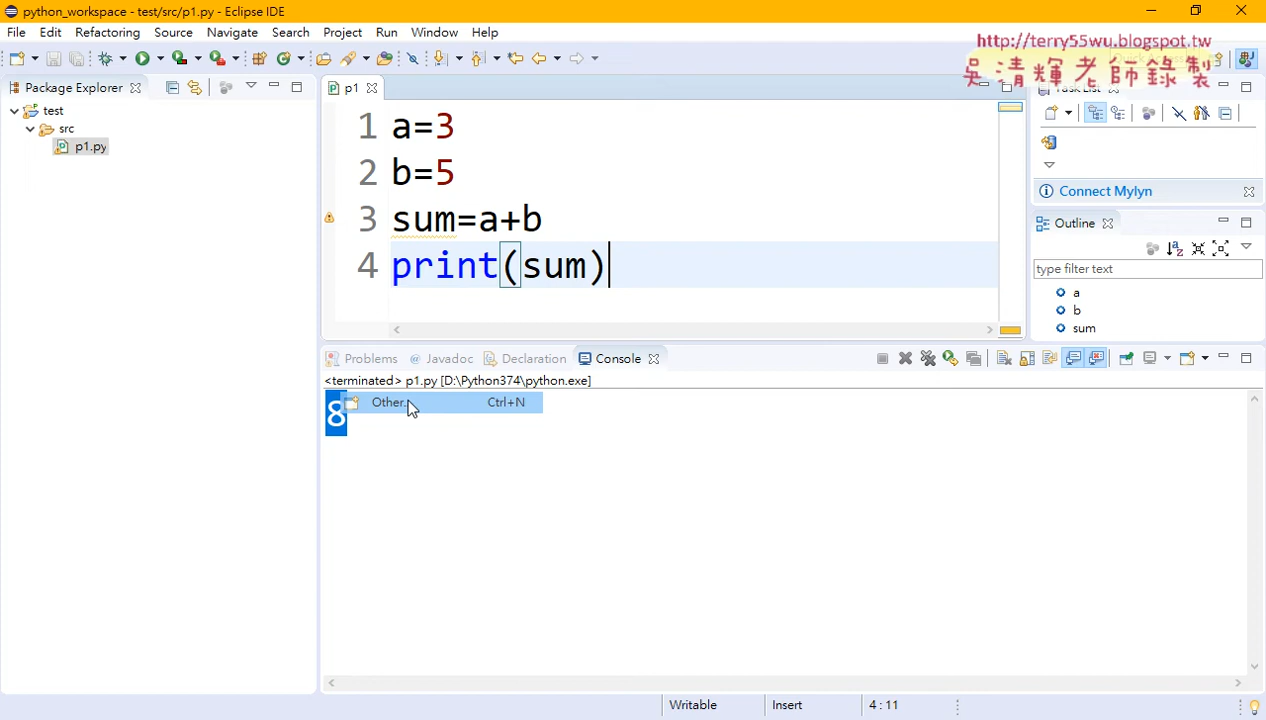 python_workspace - test/src/p1.py - Eclipse IDE
File Edit Refactoring Source Navigate Search Project Run Window Help
http://terry55wu.blogspot.tw
吳清輝老師錄製
Package Explorer
test
src
p1.py
p1
1 a=3
2 b=5
3 sum=a+b
4 print(sum)
Task List
Connect Mylyn
Outline
type filter text
a
b
sum
Problems Javadoc Declaration Console
<terminated> p1.py [D:\Python374\python.exe]
8
Other... Ctrl+N
Writable Insert 4 : 11